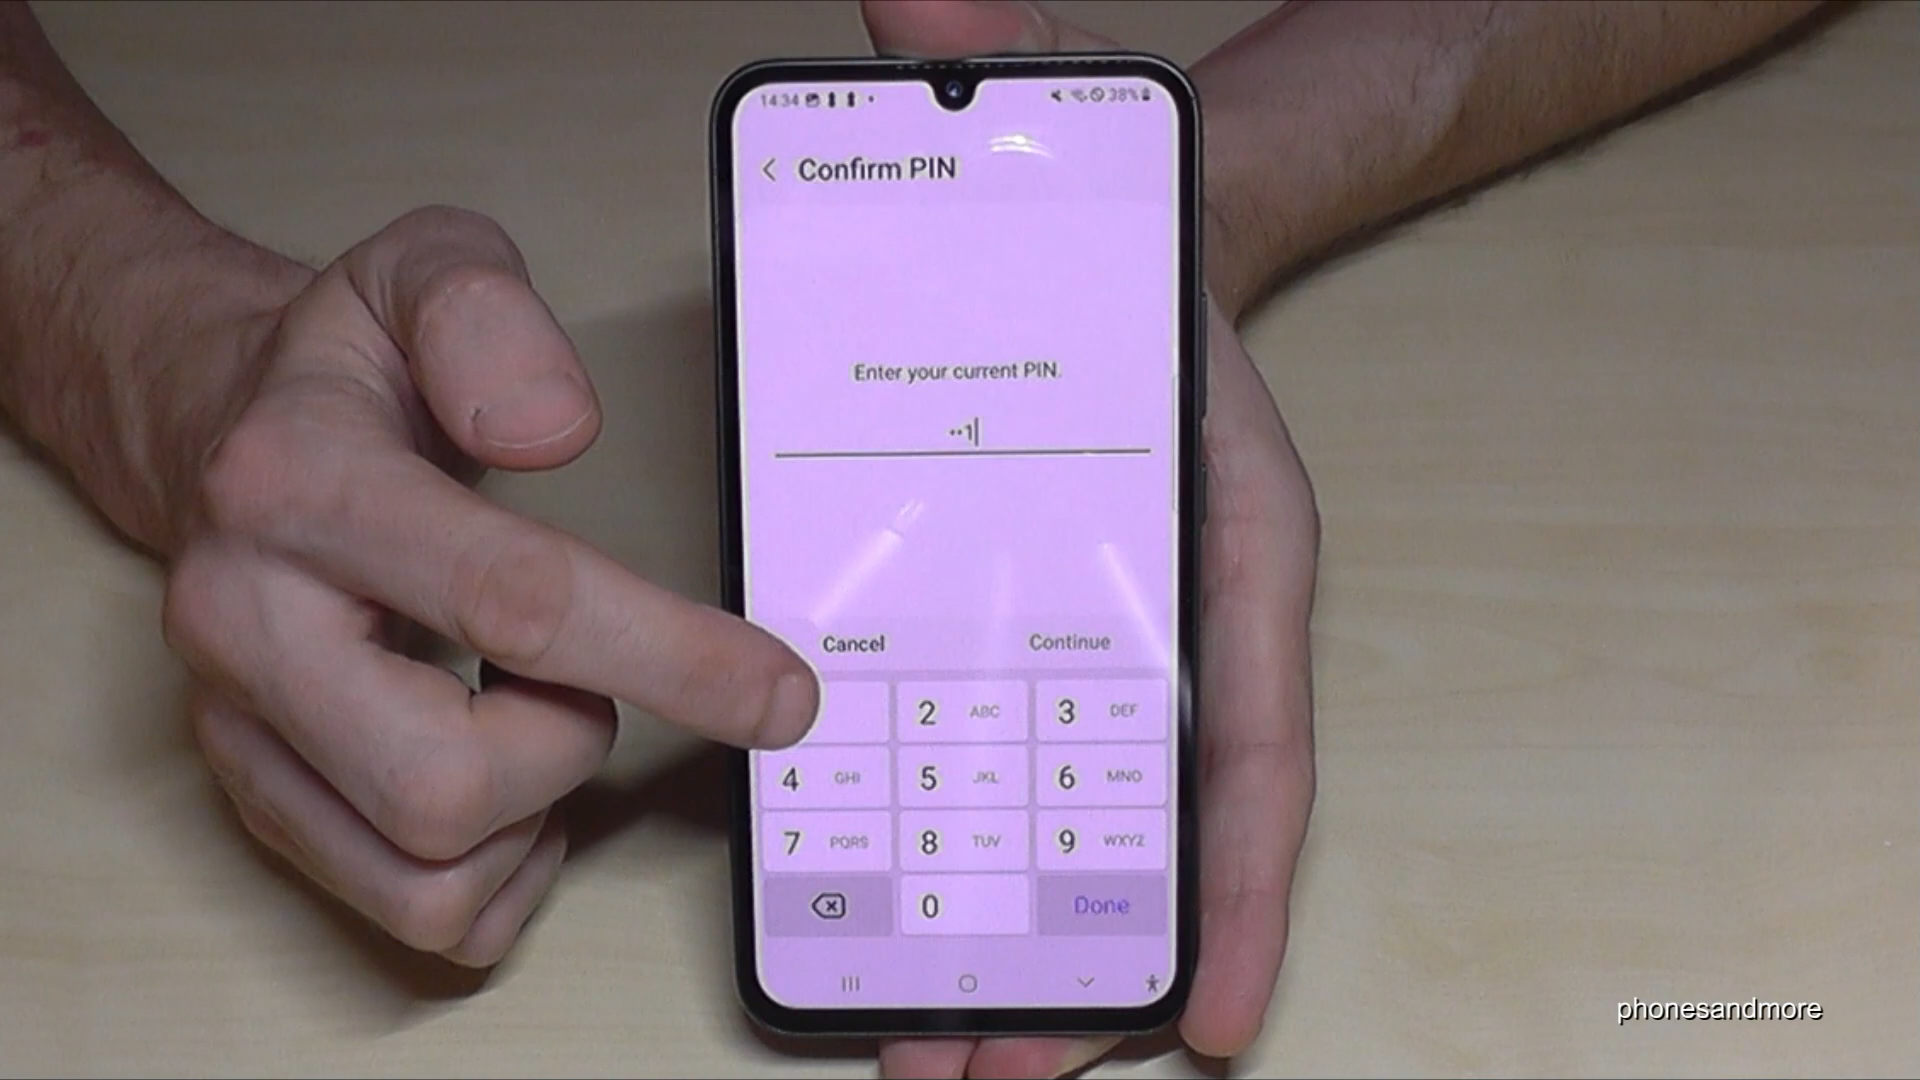 14:34 38%
Confirm PIN
Enter your current PIN.
••1
Cancel Continue
2 ABC 3 DEF
4 GHI 5 JKL 6 MNO
7 PQRS 8 TUV 9 WXYZ
0 Done
phonesandmore